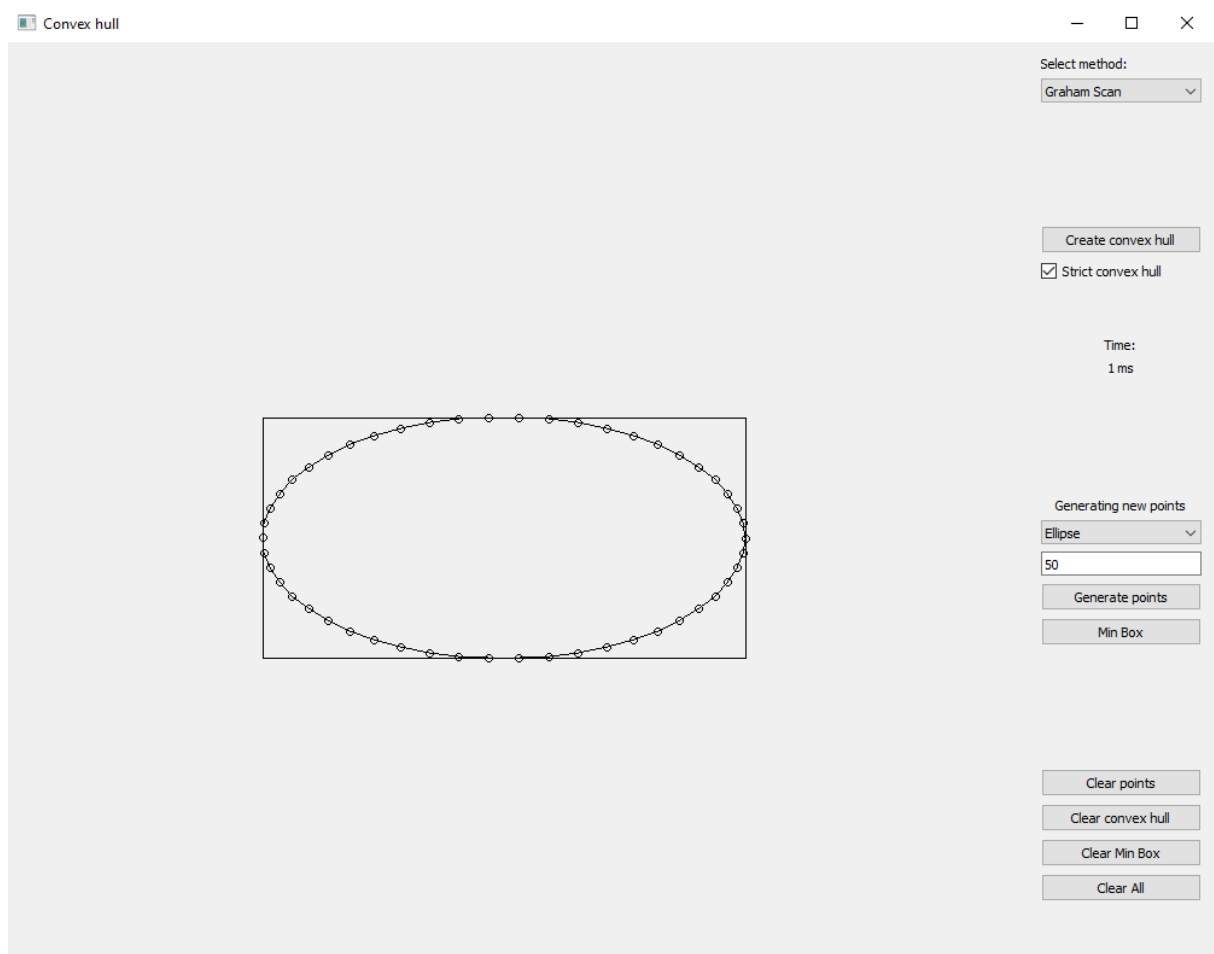 Convex hull
Select method:
Graham Scan
Create convex hull
Strict convex hull
Time:
1 ms
Generating new points
Ellipse
50
Generate points
Min Box
Clear points
Clear convex hull
Clear Min Box
Clear All